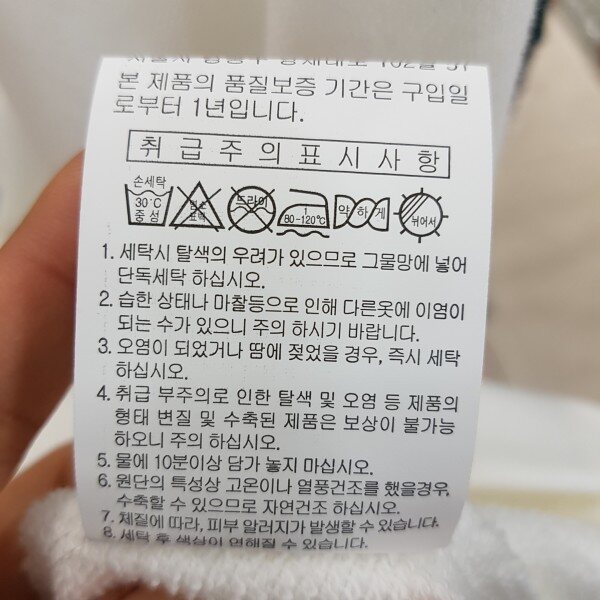 본 제품의 품질보증 기간은 구입일
로부터 1년입니다.
취급주의표시사항
손세탁
30℃
중성
염소
표백
드라이
80-120℃
약하게
뉘어서
1. 세탁시 탈색의 우려가 있으므로 그물망에 넣어
단독세탁 하십시오.
2. 습한 상태나 마찰등으로 인해 다른옷에 이염이
되는 수가 있으니 주의 하시기 바랍니다.
3. 오염이 되었거나 땀에 젖었을 경우, 즉시 세탁
하십시오.
4. 취급 부주의로 인한 탈색 및 오염 등 제품의
형태 변질 및 수축된 제품은 보상이 불가능
하오니 주의 하십시오.
5. 물에 10분이상 담가 놓지 마십시오.
6. 원단의 특성상 고온이나 열풍건조를 했을경우,
수축할 수 있으므로 자연건조 하십시오.
7. 체질에 따라, 피부 알러지가 발생할 수 있습니다.
8. 세탁 후 색상이 연해질 수 있습니다.